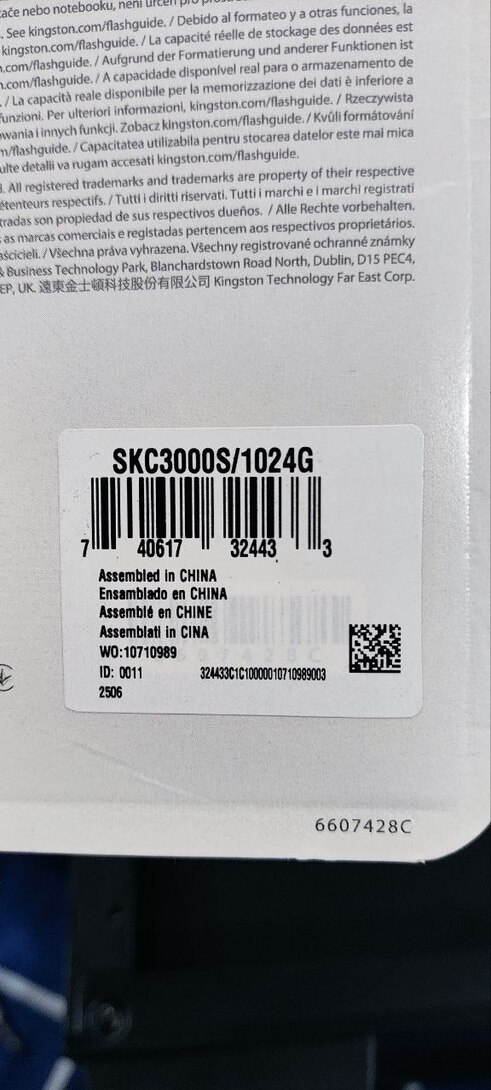 tače nebo notebooku, není určen pro
. See kingston.com/flashguide. / Debido al formateo y a otras funciones, la
kingston.com/flashguide. / La capacité réelle de stockage des données est
n.com/flashguide. / Aufgrund der Formatierung und anderer Funktionen ist
n.com/flashguide. / A capacidade disponível real para o armazenamento de
. / La capacità reale disponibile per la memorizzazione dei dati è inferiore a
funzioni. Per ulteriori informazioni, kingston.com/flashguide. / Rzeczywista
owania i innych funkcji. Zobacz kingston.com/flashguide. / Kvůli formátování
m/flashguide. / Capacitatea utilizabila pentru stocarea datelor este mai mica
ulte detalii va rugam accesati kingston.com/flashguide.
. All registered trademarks and trademarks are property of their respective
étenteurs respectifs. / Tutti i diritti riservati. Tutti i marchi e i marchi registrati
tradas son propiedad de sus respectivos dueños. / Alle Rechte vorbehalten.
as marcas comerciais e registadas pertencem aos respectivos proprietários.
aścicieli. / Všechna práva vyhrazena. Všechny registrované ochranné známky
& Business Technology Park, Blanchardstown Road North, Dublin, D15 PEC4,
EP, UK. 遠東金士頓科技股份有限公司 Kingston Technology Far East Corp.
SKC3000S/1024G
7 40617 32443 3
Assembled in CHINA
Ensamblado en CHINA
Assemblé en CHINE
Assemblati in CINA
WO:10710989
ID: 0011 324433C1C10000010710989003
2506
6607428C